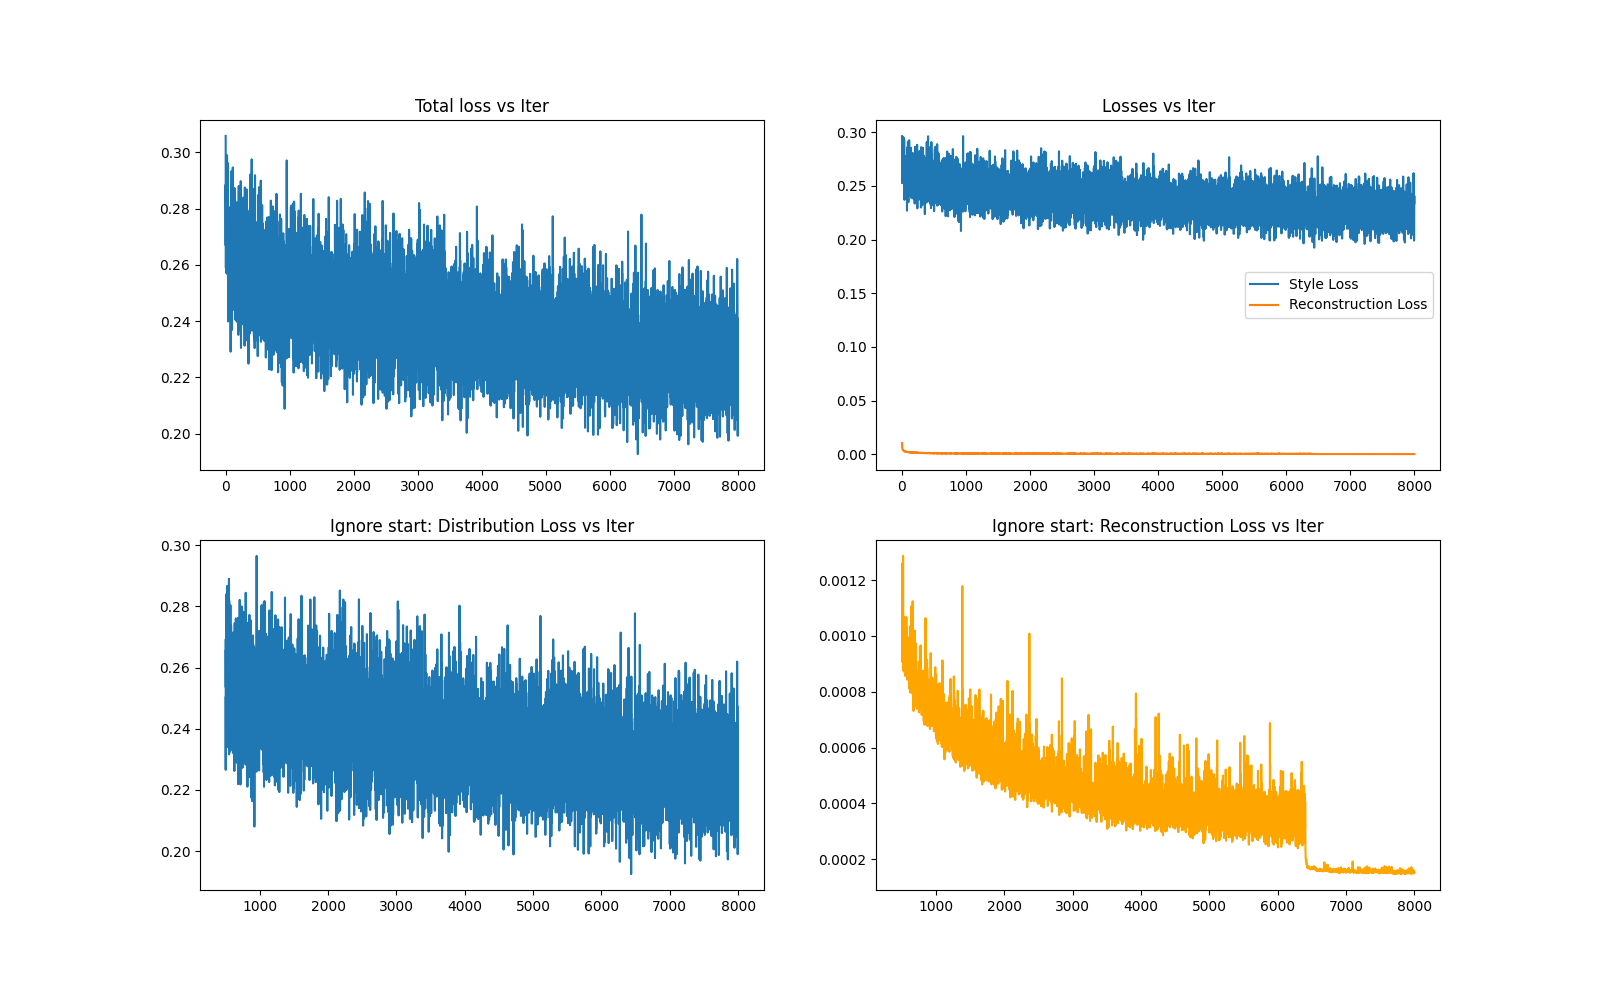 Total loss vs Iter
0.30
0.28
0.26
0.24
0.22
0.20
0 1000 2000 3000 4000 5000 6000 7000 8000
Losses vs Iter
0.30
0.25
0.20
0.15
0.10
0.05
0.00
Style Loss
Reconstruction Loss
0 1000 2000 3000 4000 5000 6000 7000 8000
Ignore start: Distribution Loss vs Iter
0.30
0.28
0.26
0.24
0.22
0.20
1000 2000 3000 4000 5000 6000 7000 8000
Ignore start: Reconstruction Loss vs Iter
0.0012
0.0010
0.0008
0.0006
0.0004
0.0002
1000 2000 3000 4000 5000 6000 7000 8000